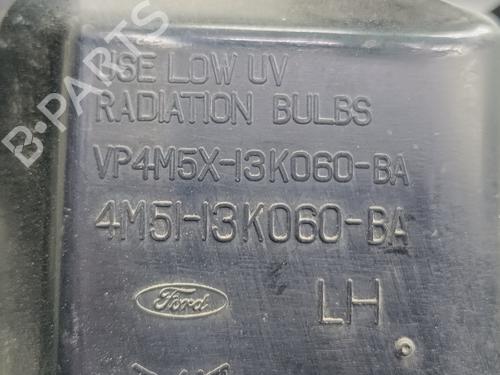 USE LOW UV
RADIATION BULBS
VP4M5X-13K060-BA
4M51-13K060-BA
Ford
LH
B-PARTS